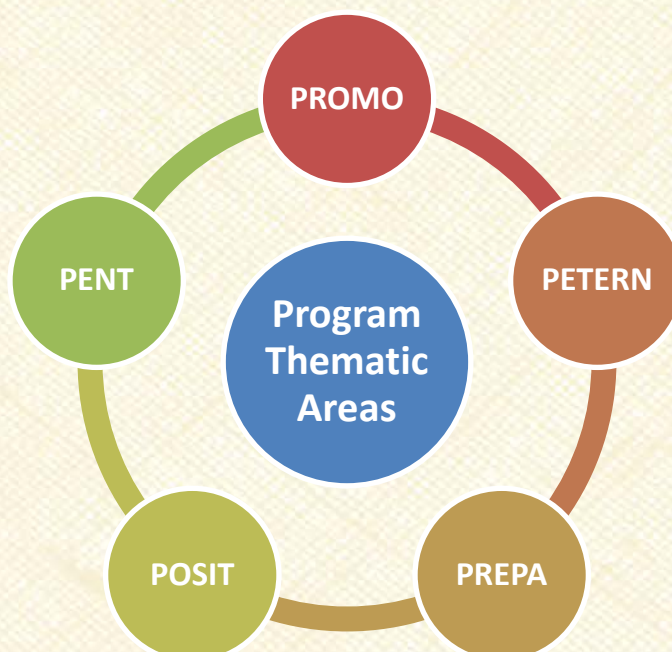 PROMO
PENT
PETERN
Program
Thematic
Areas
POSIT
PREPA